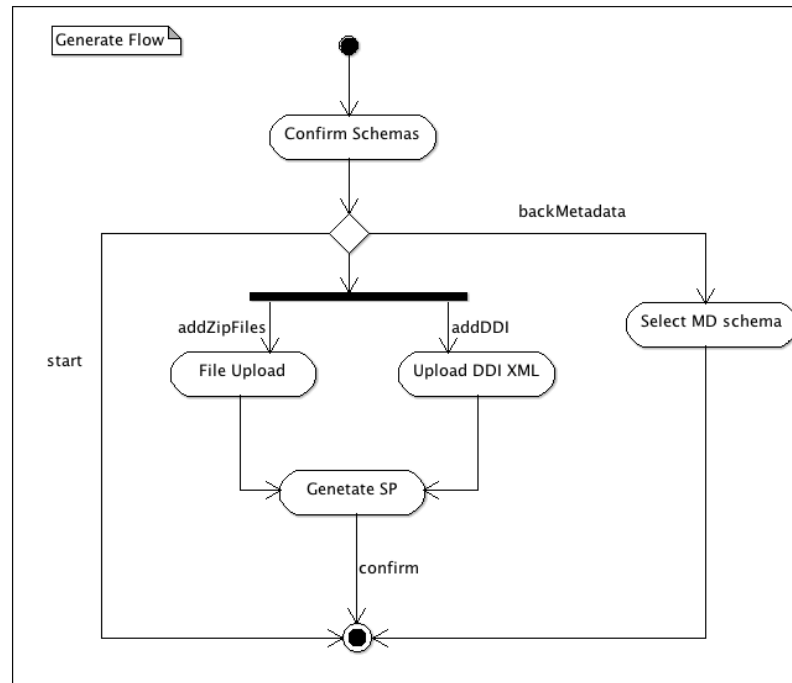 Generate Flow
Confirm Schemas
backMetadata
addZipFiles
addDDI
Select MD schema
start
File Upload
Upload DDI XML
Genetate SP
confirm